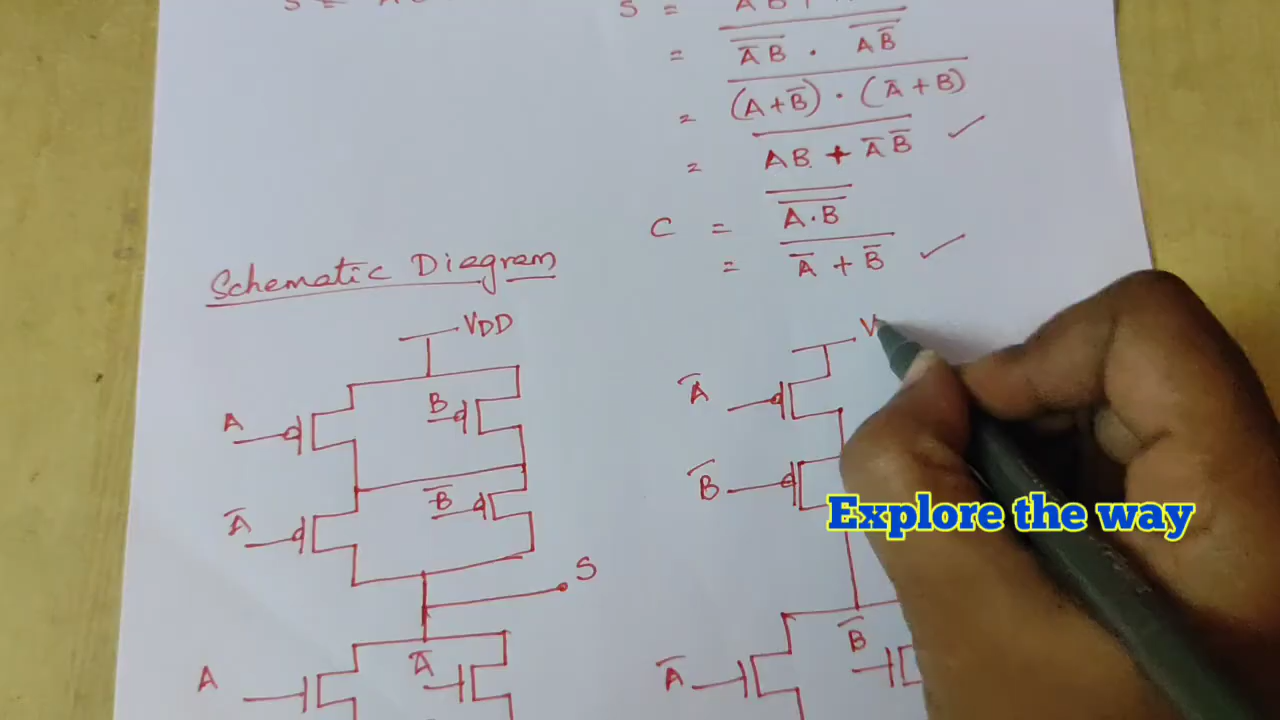 S = A
S = AB +
= A̅B̅ . A̅B̅
= (A + B̅) . (A̅ + B)
= AB + A̅ B̅ ✓
C = A . B
= A̅ + B̅ ✓
Schematic Diagram
VDD
V
A
B
A̅
B̅
A̅
B̅
Explore the way
S
A
A̅
A̅
B̅